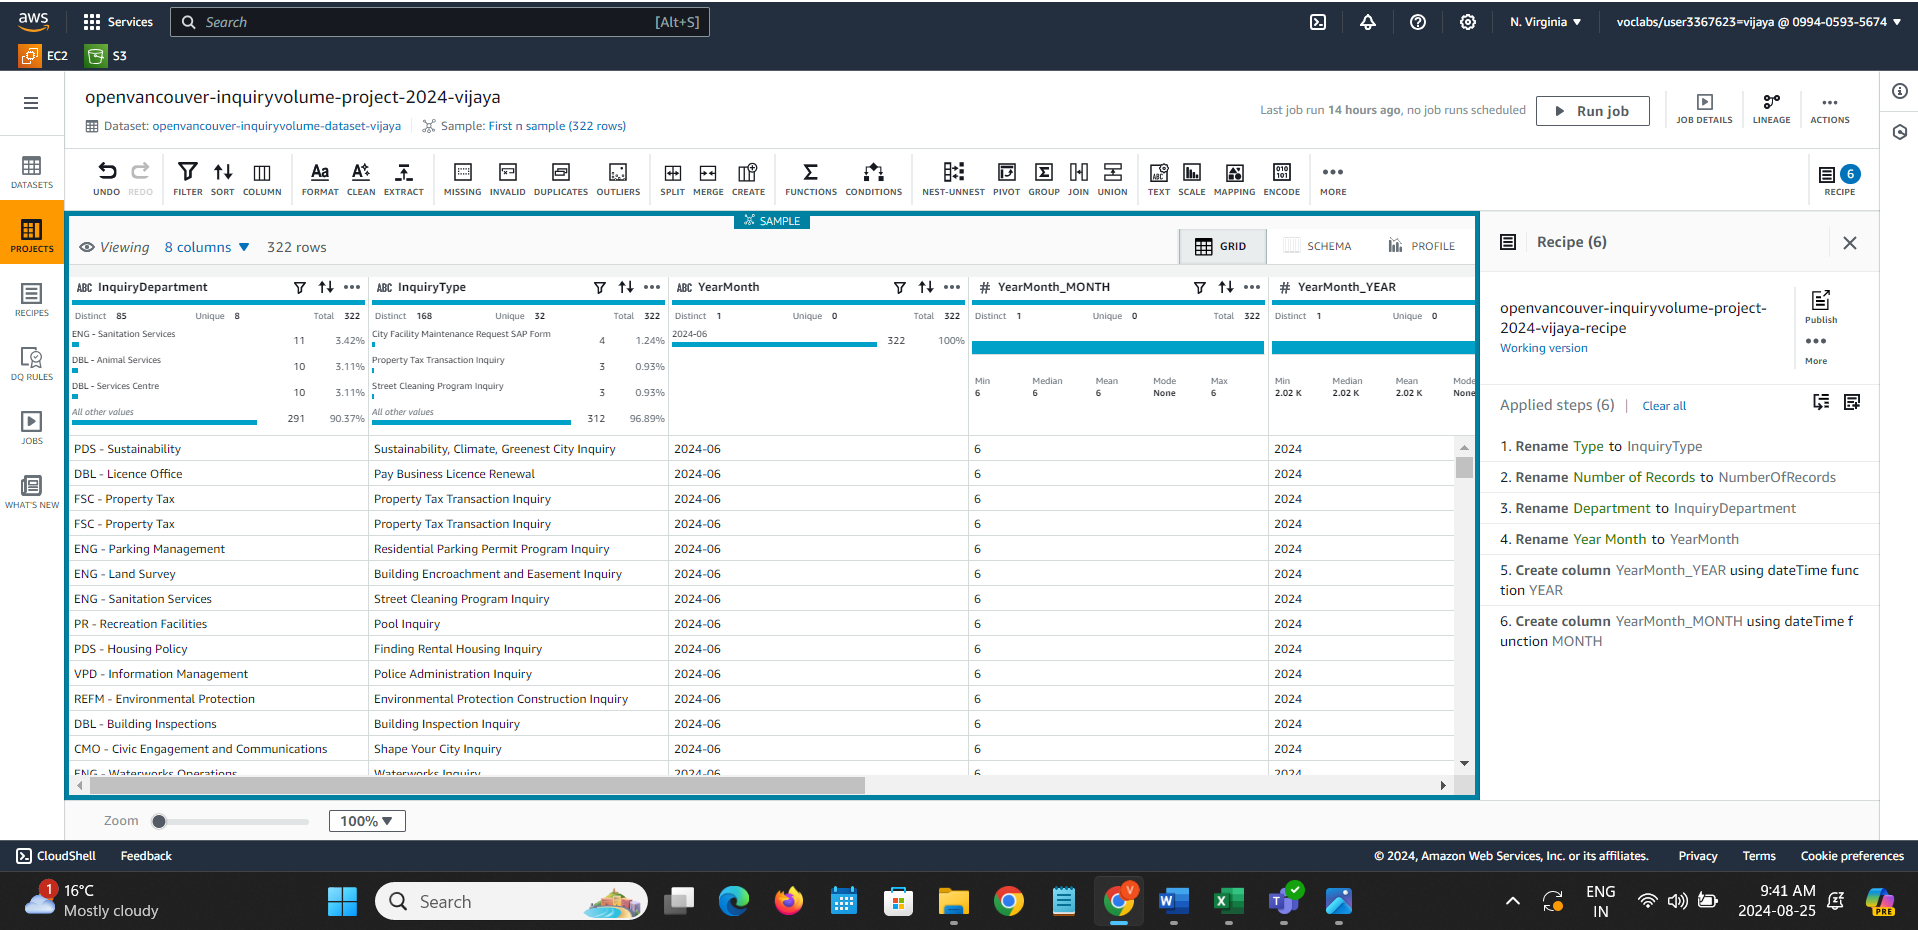 aws
Services
Search
[Alt+S]
N. Virginia
voclabs/user3367623=vijaya @ 0994-0593-5674
EC2
S3
openvancouver-inquiryvolume-project-2024-vijaya
Dataset: openvancouver-inquiryvolume-dataset-vijaya
Sample: First n sample (322 rows)
Last job run 14 hours ago, no job runs scheduled
Run job
JOB DETAILS
LINEAGE
ACTIONS
DATASETS
PROJECTS
RECIPES
DQ RULES
JOBS
WHAT'S NEW
UNDO
REDO
FILTER
SORT
COLUMN
FORMAT
CLEAN
EXTRACT
MISSING
INVALID
DUPLICATES
OUTLIERS
SPLIT
MERGE
CREATE
FUNCTIONS
CONDITIONS
NEST-UNNEST
PIVOT
GROUP
JOIN
UNION
TEXT
SCALE
MAPPING
ENCODE
MORE
6
RECIPE
SAMPLE
Viewing 8 columns 322 rows
GRID
SCHEMA
PROFILE
ABC InquiryDepartment
Distinct 85 Unique 8 Total 322
ENG - Sanitation Services 11 3.42%
DBL - Animal Services 10 3.11%
DBL - Services Centre 10 3.11%
All other values 291 90.37%
ABC InquiryType
Distinct 168 Unique 32 Total 322
City Facility Maintenance Request SAP Form 4 1.24%
Property Tax Transaction Inquiry 3 0.93%
Street Cleaning Program Inquiry 3 0.93%
All other values 312 96.89%
ABC YearMonth
Distinct 1 Unique 0 Total 322
2024-06 322 100%
# YearMonth_MONTH
Distinct 1 Unique 0 Total 322
Min Median Mean Mode Max
6 6 6 None 6
# YearMonth_YEAR
Distinct 1 Unique 0
Min Median Mean Mode
2.02 K 2.02 K 2.02 K None
PDS - Sustainability Sustainability, Climate, Greenest City Inquiry 2024-06 6 2024
DBL - Licence Office Pay Business Licence Renewal 2024-06 6 2024
FSC - Property Tax Property Tax Transaction Inquiry 2024-06 6 2024
FSC - Property Tax Property Tax Transaction Inquiry 2024-06 6 2024
ENG - Parking Management Residential Parking Permit Program Inquiry 2024-06 6 2024
ENG - Land Survey Building Encroachment and Easement Inquiry 2024-06 6 2024
ENG - Sanitation Services Street Cleaning Program Inquiry 2024-06 6 2024
PR - Recreation Facilities Pool Inquiry 2024-06 6 2024
PDS - Housing Policy Finding Rental Housing Inquiry 2024-06 6 2024
VPD - Information Management Police Administration Inquiry 2024-06 6 2024
REFM - Environmental Protection Environmental Protection Construction Inquiry 2024-06 6 2024
DBL - Building Inspections Building Inspection Inquiry 2024-06 6 2024
CMO - Civic Engagement and Communications Shape Your City Inquiry 2024-06 6 2024
ENG - Waterworks Operations Waterworks Inquiry 2024-06 6 2024
Recipe (6)
openvancouver-inquiryvolume-project-
2024-vijaya-recipe
Working version
Publish
More
Applied steps (6) | Clear all
1. Rename Type to InquiryType
2. Rename Number of Records to NumberOfRecords
3. Rename Department to InquiryDepartment
4. Rename Year Month to YearMonth
5. Create column YearMonth_YEAR using dateTime func
tion YEAR
6. Create column YearMonth_MONTH using dateTime f
unction MONTH
Zoom
100%
CloudShell
Feedback
© 2024, Amazon Web Services, Inc. or its affiliates.
Privacy
Terms
Cookie preferences
1
16°C
Mostly cloudy
Search
ENG
IN
9:41 AM
2024-08-25
PRE